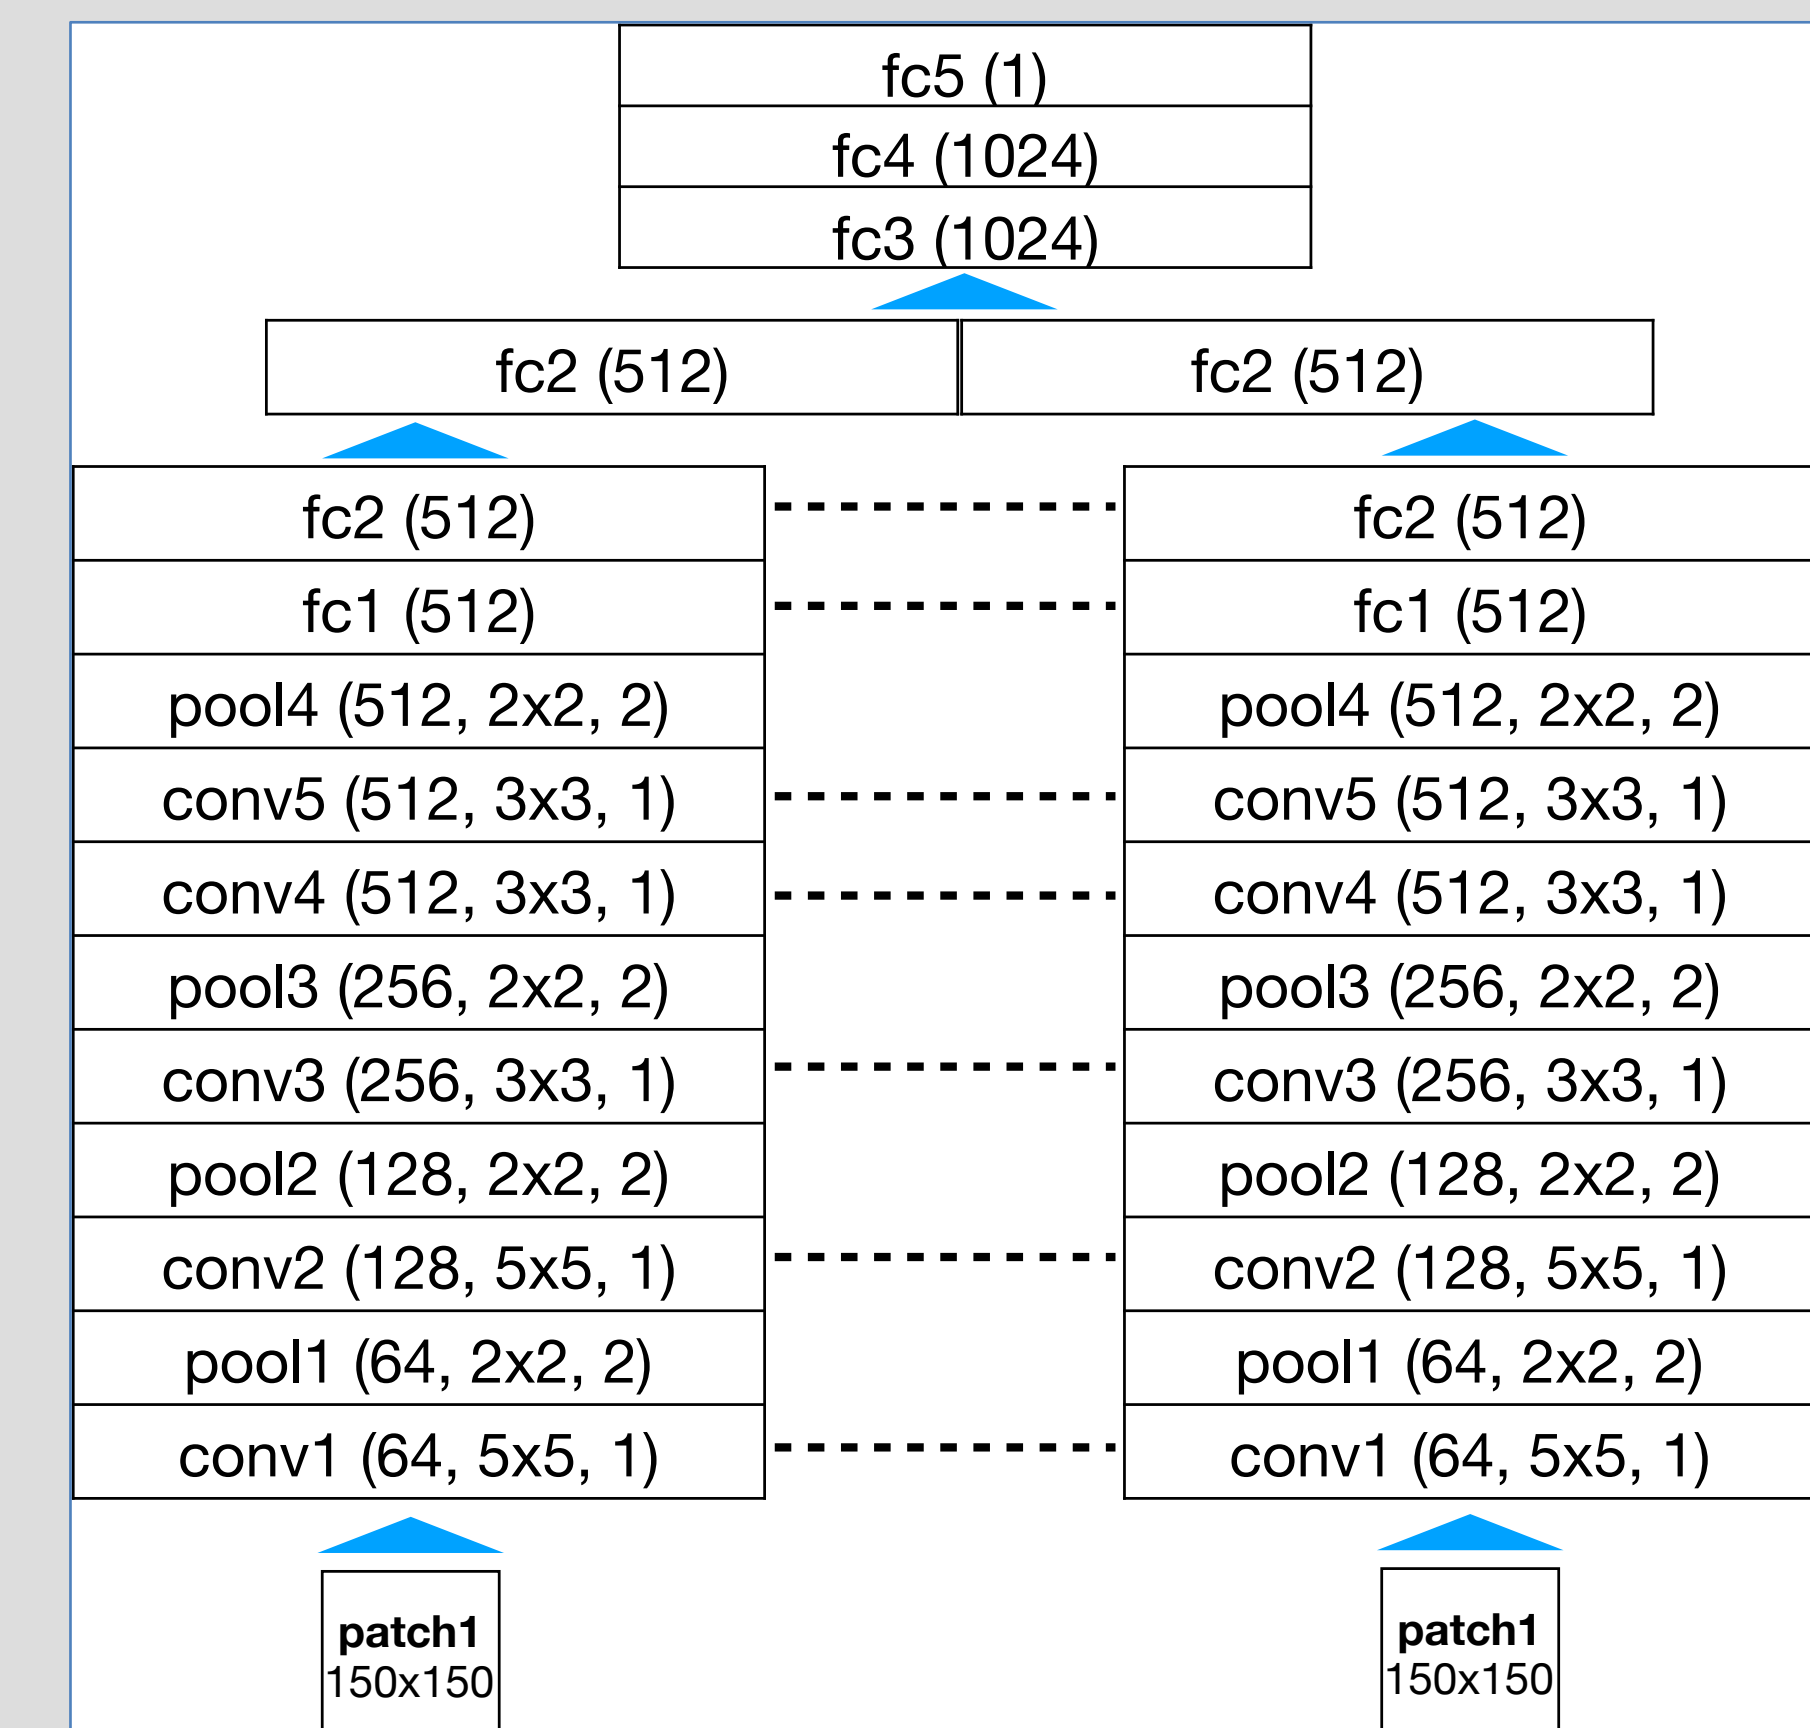 fc5 (1)
fc4 (1024)
fc3 (1024)
fc2 (512) fc2 (512)
fc2 (512) fc2 (512)
fc1 (512) fc1 (512)
pool4 (512, 2x2, 2) pool4 (512, 2x2, 2)
conv5 (512, 3x3, 1) conv5 (512, 3x3, 1)
conv4 (512, 3x3, 1) conv4 (512, 3x3, 1)
pool3 (256, 2x2, 2) pool3 (256, 2x2, 2)
conv3 (256, 3x3, 1) conv3 (256, 3x3, 1)
pool2 (128, 2x2, 2) pool2 (128, 2x2, 2)
conv2 (128, 5x5, 1) conv2 (128, 5x5, 1)
pool1 (64, 2x2, 2) pool1 (64, 2x2, 2)
conv1 (64, 5x5, 1) conv1 (64, 5x5, 1)
patch1 patch1
150x150 150x150